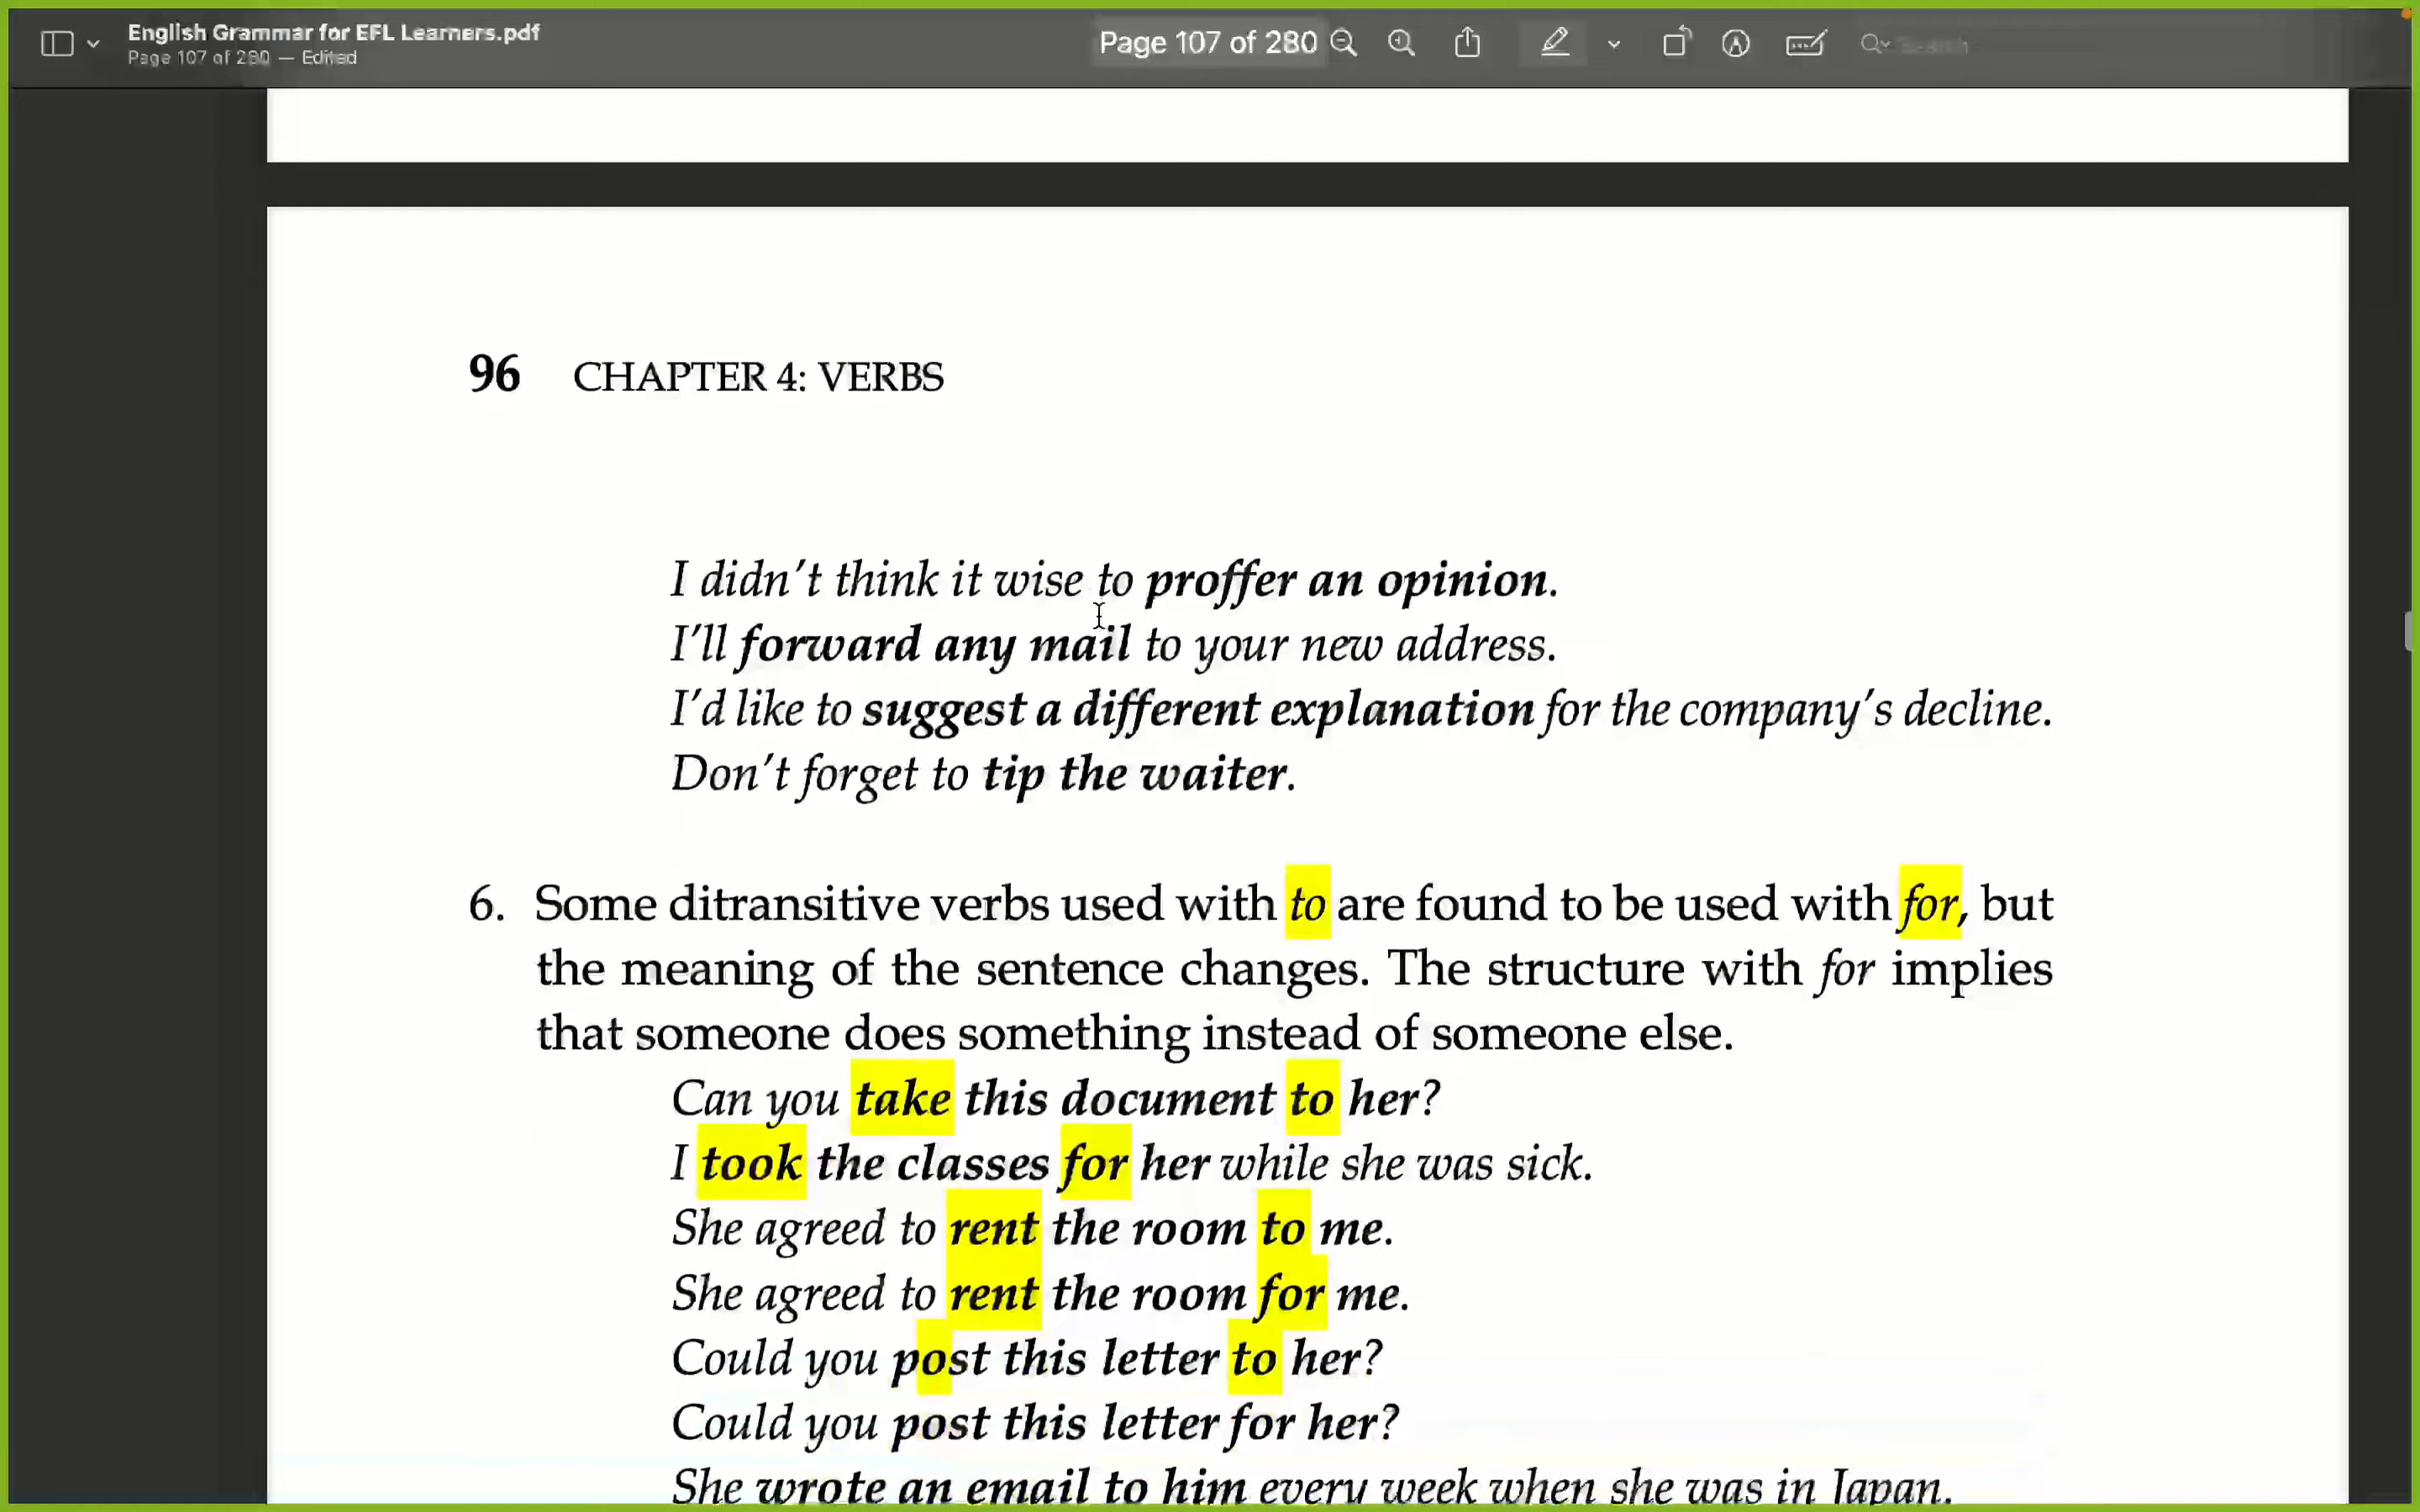 English Grammar for EFL Learners.pdf
Page 107 of 280 — Edited
Page 107 of 280
Search
96 CHAPTER 4: VERBS
I didn't think it wise to proffer an opinion.
I'll forward any mail to your new address.
I'd like to suggest a different explanation for the company's decline.
Don't forget to tip the waiter.
6. Some ditransitive verbs used with to are found to be used with for, but
the meaning of the sentence changes. The structure with for implies
that someone does something instead of someone else.
Can you take this document to her?
I took the classes for her while she was sick.
She agreed to rent the room to me.
She agreed to rent the room for me.
Could you post this letter to her?
Could you post this letter for her?
She wrote an email to him every week when she was in Japan.